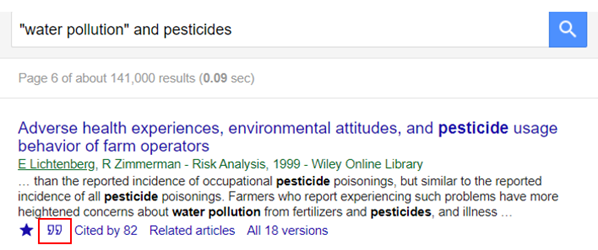 "water pollution" and pesticides
Page 6 of about 141,000 results (0.09 sec)
Adverse health experiences, environmental attitudes, and pesticide usage
behavior of farm operators
E Lichtenberg, R Zimmerman - Risk Analysis, 1999 - Wiley Online Library
... than the reported incidence of occupational pesticide poisonings, but similar to the reported
incidence of all pesticide poisonings. Farmers who report experiencing such problems have more
heightened concerns about water pollution from fertilizers and pesticides, and illness ...
Cited by 82 Related articles All 18 versions